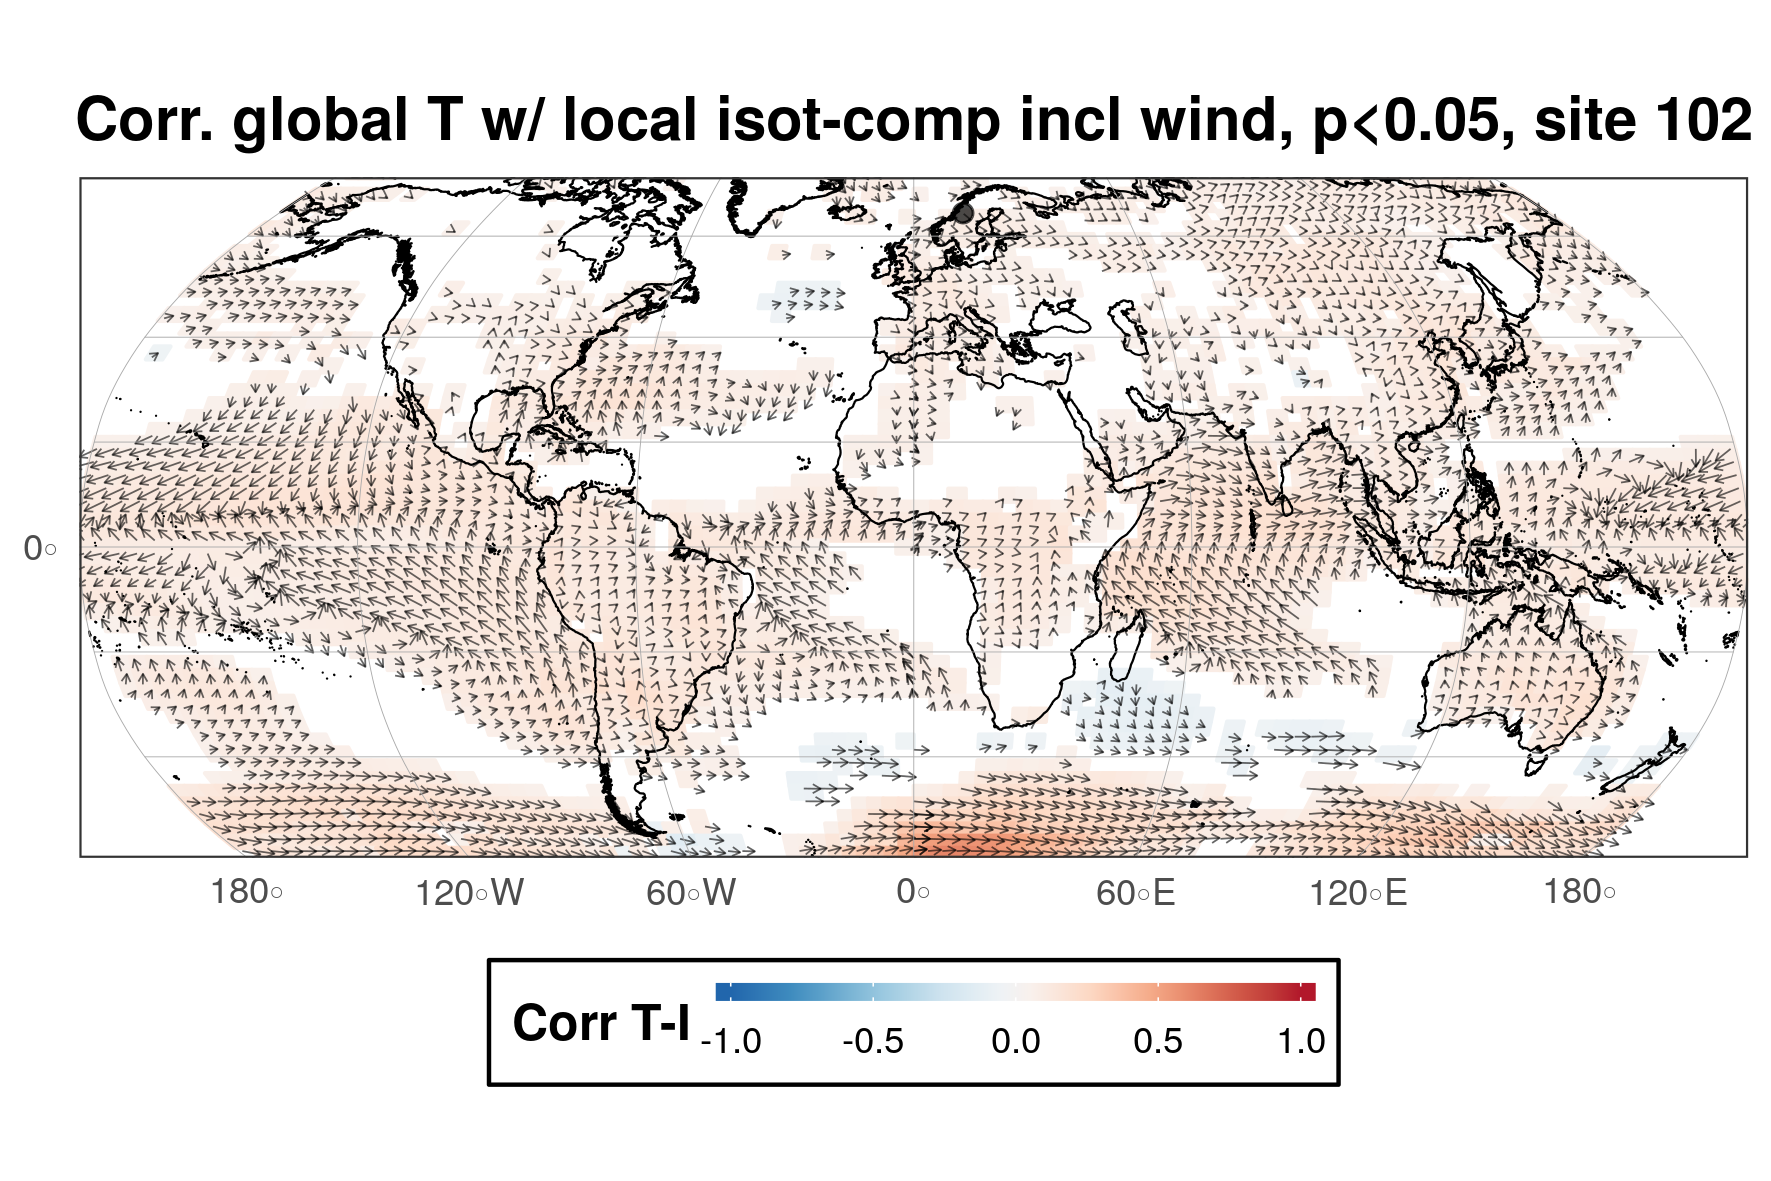 Corr. global T w/ local isot-comp incl wind, p<0.05, site 102
0○
180○ 120○W 60○W 0○ 60○E 120○E 180○
Corr T-I
-1.0 -0.5 0.0 0.5 1.0